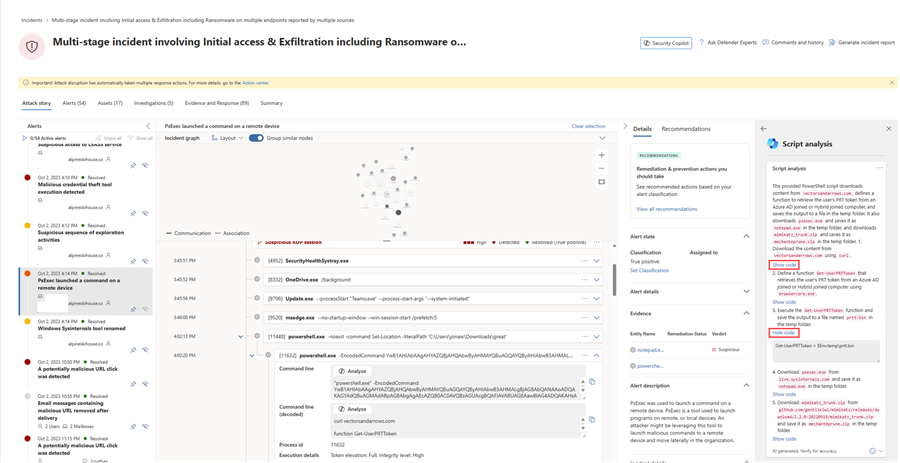 Incidents > Multi-stage incident involving Initial access & Exfiltration including Ransomware on multiple endpoints reported by multiple sources
Multi-stage incident involving Initial access & Exfiltration including Ransomware o...
Security Copilot
Ask Defender Experts
Comments and history
Generate incident report
Important! Attack disruption has automatically taken multiple response actions. For more details, go to the Action center.
Attack story
Alerts (54)
Assets (17)
Investigations (5)
Evidence and Response (89)
Summary
Alerts
0/54 Active alerts
Unpin all
Show all
Suspicious access to LSASS service
alpineskihouse.co
Oct 2, 2023 4:10 PM
Resolved
Malicious credential theft tool
execution detected
alpineskihouse.co
Oct 2, 2023 4:12 PM
Resolved
Suspicious sequence of exploration
activities
alpineskihouse.co
Oct 2, 2023 4:14 PM
Resolved
PsExec launched a command on a
remote device
alpineskihouse.co
Oct 2, 2023 4:14 PM
Resolved
Windows Sysinternals tool renamed
alpineskihouse.co
Oct 2, 2023 10:50 PM
Resolved
A potentially malicious URL click
was detected
Oct 2, 2023 10:54 PM
Resolved
Email messages containing
malicious URL removed after
delivery
2 Users
2 Mailboxes
Oct 2, 2023 11:15 PM
Resolved
A potentially malicious URL click
was detected
Jonathan
PsExec launched a command on a remote device
Clear selection
Incident graph
Layout
Group similar nodes
Communication
Association
Suspicious RDP session
High
Detected
Resolved (True positive)
3:45:51 PM
[4952] SecurityHealthSystray.exe
3:45:52 PM
[8332] OneDrive.exe /background
3:45:56 PM
[9796] Update.exe --processStart "Teams.exe" --process-start-args "--system-initiated"
3:46:00 PM
[9520] msedge.exe --no-startup-window --win-session-start /prefetch:5
4:02:13 PM
[11440] powershell.exe -noexit -command Set-Location -literalPath 'C:\Users\jonaw\Downloads\great'
4:02:20 PM
[11632] powershell.exe
Command line
Analyze
"powershell.exe" -EncodedCommand
Command line
(decoded)
Analyze
curl vectorsandarrows.com
function Get-UserPRTToken
Process id
11632
Execution details
Token elevation: Full, Integrity level: High
Details
Recommendations
RECOMMENDATIONS
Remediation & prevention actions you
should take
See recommended actions based on your
alert classification
View all recommendations
Alert state
Classification
Assigned to
True positive
Set Classification
Alert details
Evidence
Entity Name
Remediation Status
Verdict
notepad.e...
Suspicious
powershe...
Alert description
PsExec was used to launch a command on a
remote device. PsExec is a tool used to
launch programs on remote, or local devices. An
attacker might be leveraging this tool to
launch malicious commands to a remote
device and move laterally in the organization.
Script analysis
Script analysis
The provided PowerShell script downloads
content from vectorsandarrows.com, defines a
function to retrieve the user's PRT token from an
Azure AD joined or Hybrid joined computer, and
saves the output to a file in the temp folder. It also
downloads psexec.exe and saves it as
notepad.exe in the temp folder, and downloads
mimikatz_trunk.zip and saves it as
mechanteprune.zip in the temp folder. 1.
Download the content from
vectorsandarrows.com using curl.
Show code
2. Define a function Get-UserPRTToken that
retrieves the user's PRT token from an Azure AD
joined or Hybrid joined computer using
browsercore.exe.
Show code
3. Execute the Get-UserPRTToken function and
save the output to a file named prtt.bin in
the temp folder.
Hide code
Get-UserPRTToken > $Env:temp\prtt.bin
4. Download psexec.exe from
live.sysinternals.com and save it as
notepad.exe in the temp folder.
Show code
5. Download mimikatz_trunk.zip from
and save it as mechanteprune.zip in the temp
folder.
Show code
AI generated. Verify for accuracy.